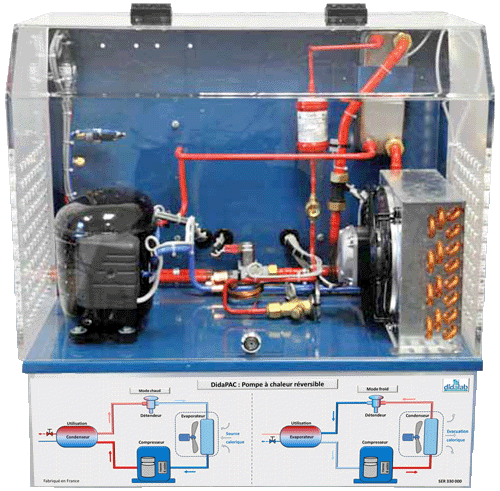 DidaPAC : Pompe à chaleur réversible
didalab
Mode chaud
Détendeur
Utilisation
Condenseur
Evaporateur
Source
calorique
Compresseur
Fabriqué en France
Mode froid
Détendeur
Utilisation
Evaporateur
Condenseur
Evacuation
calorique
Compresseur
SER 330 000